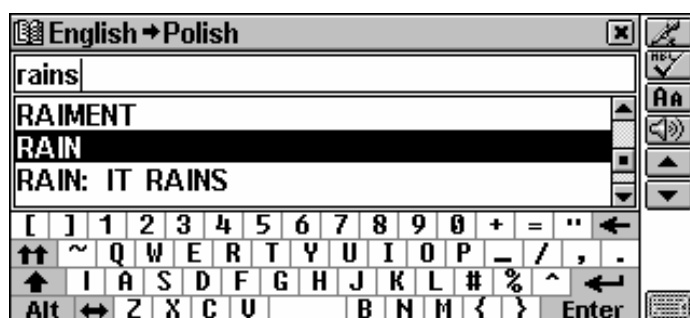 English→Polish
rains
RAIMENT
RAIN
RAIN: IT RAINS
[ ] 1 2 3 4 5 6 7 8 9 0 + = "
~ Q W E R T Y U I O P _ / , .
I A S D F G H J K L # % ^
Alt Z X C V B N M { } Enter
ABC
AA